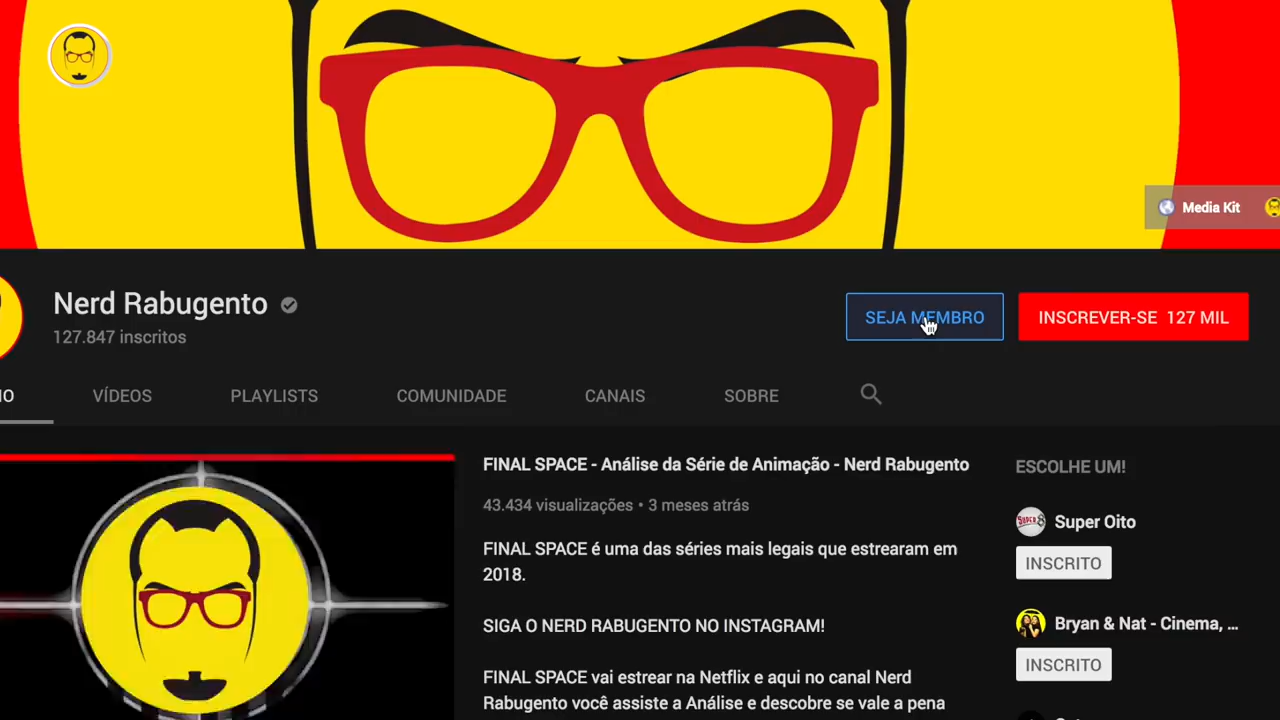 Media Kit
Nerd Rabugento
127.847 inscritos
SEJA MEMBRO
INSCREVER-SE 127 MIL
IO
VÍDEOS
PLAYLISTS
COMUNIDADE
CANAIS
SOBRE
FINAL SPACE - Análise da Série de Animação - Nerd Rabugento
43.434 visualizações • 3 meses atrás
FINAL SPACE é uma das séries mais legais que estrearam em
2018.
SIGA O NERD RABUGENTO NO INSTAGRAM!
FINAL SPACE vai estrear na Netflix e aqui no canal Nerd
Rabugento você assiste a Análise e descobre se vale a pena
ESCOLHE UM!
SUPER8
Super Oito
INSCRITO
Bryan & Nat - Cinema, ...
INSCRITO